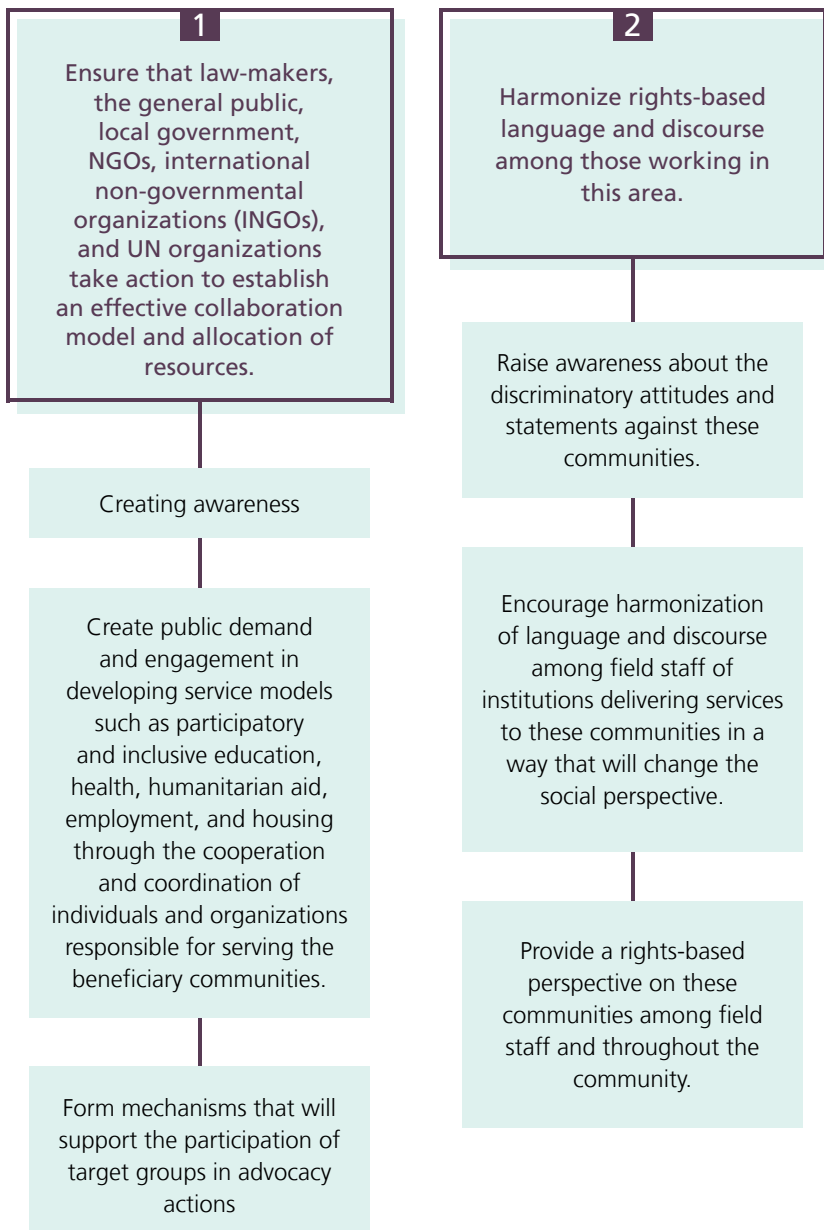 1
Ensure that law-makers,
the general public,
local government,
NGOs, international
non-governmental
organizations (INGOs),
and UN organizations
take action to establish
an effective collaboration
model and allocation of
resources.
Creating awareness
Create public demand
and engagement in
developing service models
such as participatory
and inclusive education,
health, humanitarian aid,
employment, and housing
through the cooperation
and coordination of
individuals and organizations
responsible for serving the
beneficiary communities.
Form mechanisms that will
support the participation of
target groups in advocacy
actions
2
Harmonize rights-based
language and discourse
among those working in
this area.
Raise awareness about the
discriminatory attitudes and
statements against these
communities.
Encourage harmonization
of language and discourse
among field staff of
institutions delivering services
to these communities in a
way that will change the
social perspective.
Provide a rights-based
perspective on these
communities among field
staff and throughout the
community.